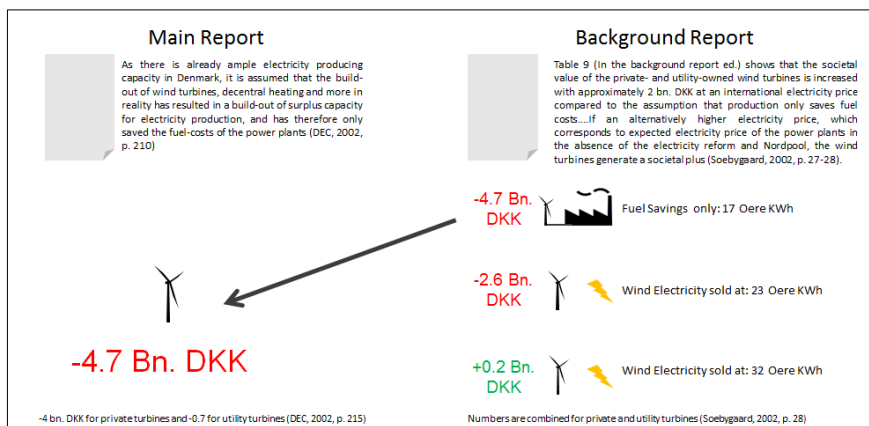 Main Report
As there is already ample electricity producing
capacity in Denmark, it is assumed that the build-
out of wind turbines, decentral heating and more in
reality has resulted in a build-out of surplus capacity
for electricity production, and has therefore only
saved the fuel-costs of the power plants (DEC, 2002,
p. 210)
-4.7 Bn. DKK
-4 bn. DKK for private turbines and -0.7 for utility turbines (DEC, 2002, p. 215)
Background Report
Table 9 (In the background report ed.) shows that the societal
value of the private- and utility-owned wind turbines is increased
with approximately 2 bn. DKK at an international electricity price
compared to the assumption that production only saves fuel
costs....If an alternatively higher electricity price, which
corresponds to expected electricity price of the power plants in
the absence of the electricity reform and Nordpool, the wind
turbines generate a societal plus (Soebygaard, 2002, p. 27-28).
-4.7 Bn.
DKK
Fuel Savings only: 17 Oere KWh
-2.6 Bn.
DKK
Wind Electricity sold at: 23 Oere KWh
+0.2 Bn.
DKK
Wind Electricity sold at: 32 Oere KWh
Numbers are combined for private and utility turbines (Soebygaard, 2002, p. 28)